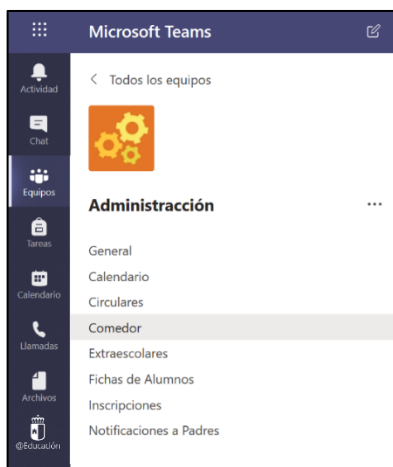 Microsoft Teams
Actividad
Chat
Equipos
Tareas
Calendario
Llamadas
Archivos
@Educación
Todos los equipos
Administracción
General
Calendario
Circulares
Comedor
Extraescolares
Fichas de Alumnos
Inscripciones
Notificaciones a Padres